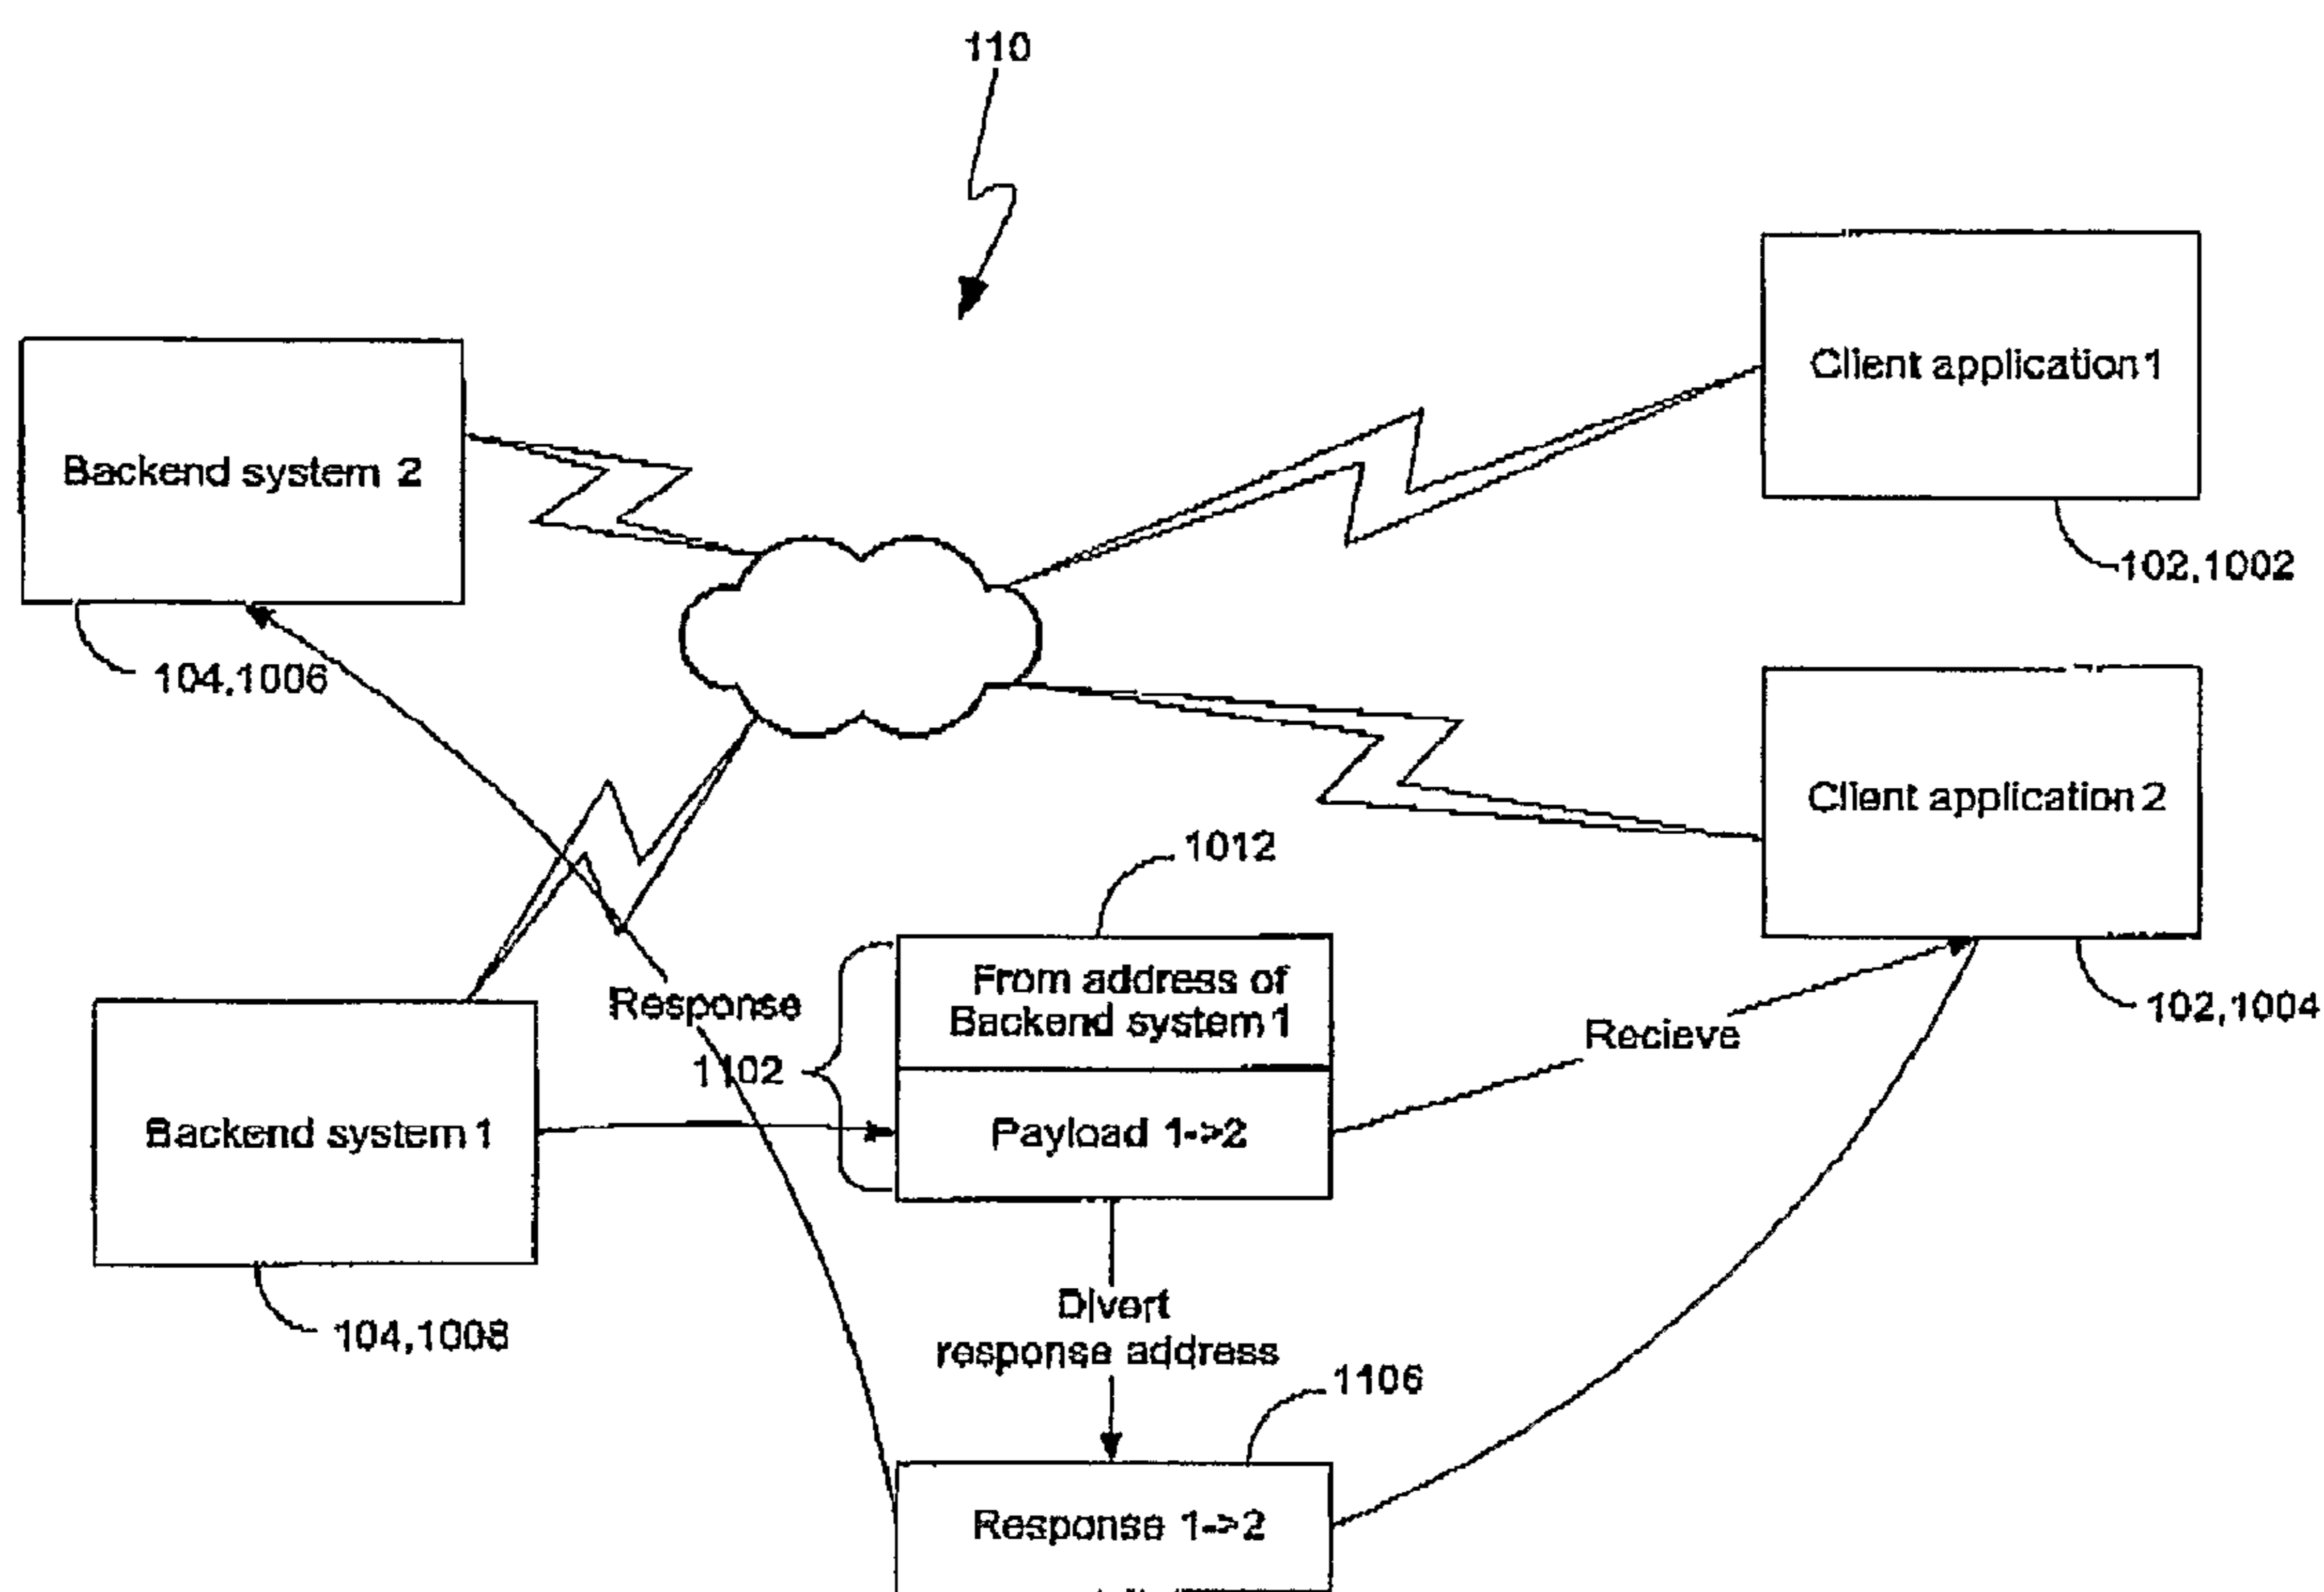 110
Client application 1
Backend system 2
102,1002
104,1006
Client application 2
1012
From address of
Backend system 1
102,1004
Response
Recieve
1102
Backend system 1
Payload 1->2
Divert
response address
104,1008
1106
Response 1->2